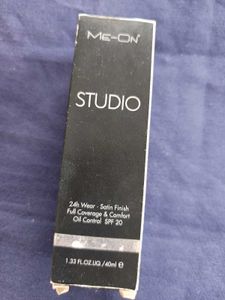 ME-ON
STUDIO
24h Wear · Satin Finish
Full Coverage & Comfort
Oil Control SPF 20
1.33 FL.OZ.LIQ./40ml ℮